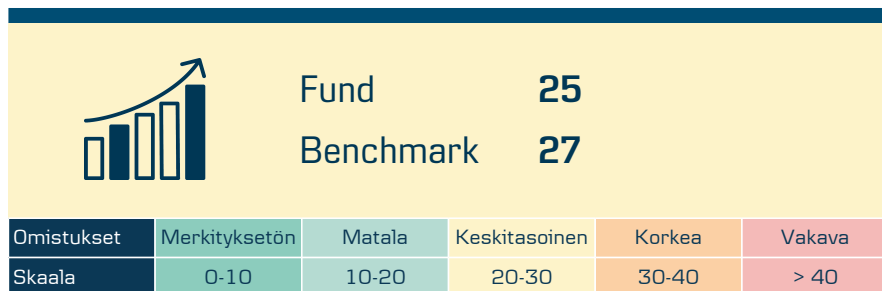 Fund 25
Benchmark 27
Omistukset Merkityksetön Matala Keskitasoinen Korkea Vakava
Skaala 0-10 10-20 20-30 30-40 > 40